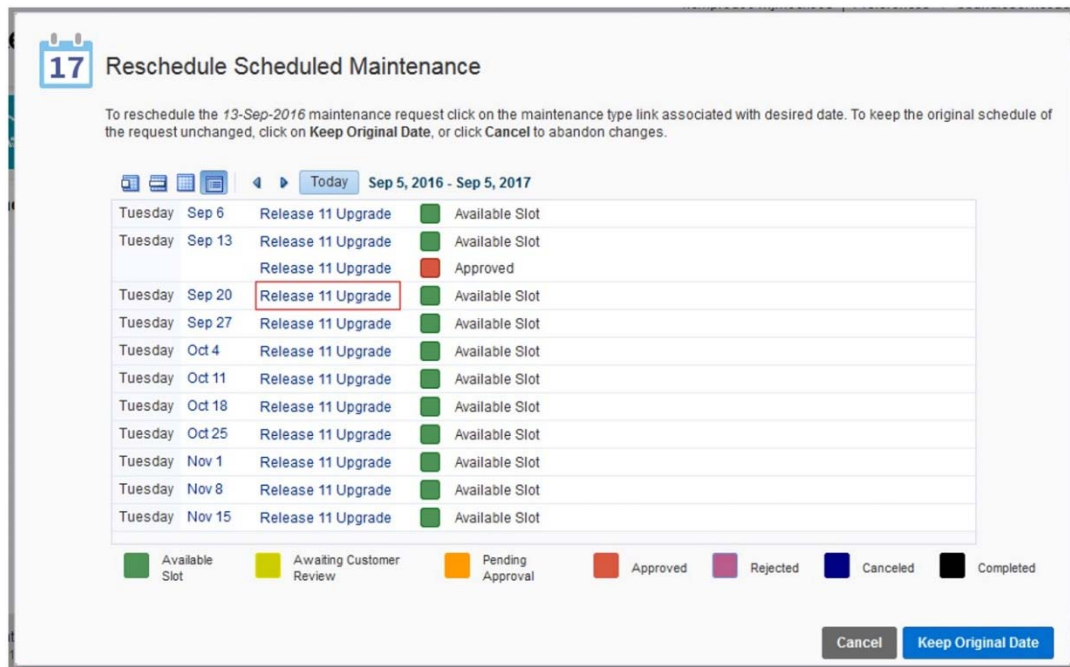 17
Reschedule Scheduled Maintenance
To reschedule the 13-Sep-2016 maintenance request click on the maintenance type link associated with desired date. To keep the original schedule of
the request unchanged, click on Keep Original Date, or click Cancel to abandon changes.
Today Sep 5, 2016 - Sep 5, 2017
Tuesday Sep 6 Release 11 Upgrade Available Slot
Tuesday Sep 13 Release 11 Upgrade Available Slot
Release 11 Upgrade Approved
Tuesday Sep 20 Release 11 Upgrade Available Slot
Tuesday Sep 27 Release 11 Upgrade Available Slot
Tuesday Oct 4 Release 11 Upgrade Available Slot
Tuesday Oct 11 Release 11 Upgrade Available Slot
Tuesday Oct 18 Release 11 Upgrade Available Slot
Tuesday Oct 25 Release 11 Upgrade Available Slot
Tuesday Nov 1 Release 11 Upgrade Available Slot
Tuesday Nov 8 Release 11 Upgrade Available Slot
Tuesday Nov 15 Release 11 Upgrade Available Slot
Available
Slot
Awaiting Customer
Review
Pending
Approval
Approved
Rejected
Canceled
Completed
Cancel
Keep Original Date